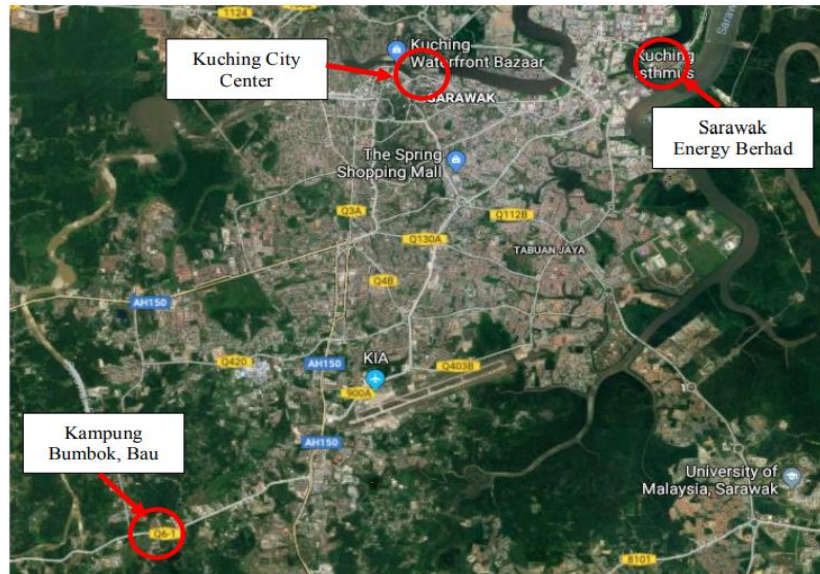 1124
Kuching City
Center
Kuching
Waterfront Bazaar
SARAWAK
Kuching
Isthmus
Sarawak
Sarawak
Energy Berhad
The Spring
Shopping Mall
Q3A
Q112B
Q130A
TABUAN JAYA
Q4B
AH150
Q420
AH150
KIA
Q403B
900A
AH150
Kampung
Bumbok, Bau
University of
Malaysia, Sarawak
Q6-1
8101